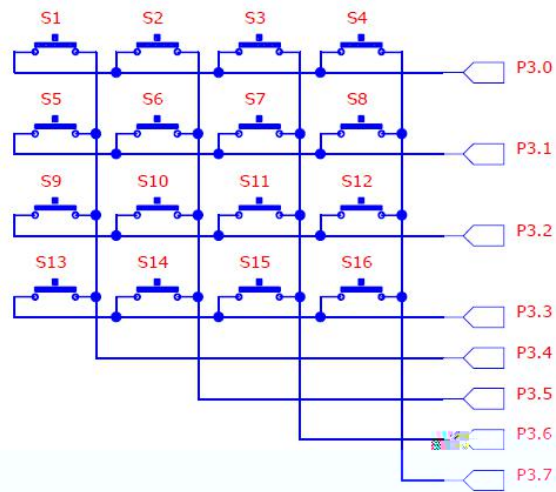 S1 S2 S3 S4
P3.0
S5 S6 S7 S8
P3.1
S9 S10 S11 S12
P3.2
S13 S14 S15 S16
P3.3
P3.4
P3.5
P3.6
P3.7